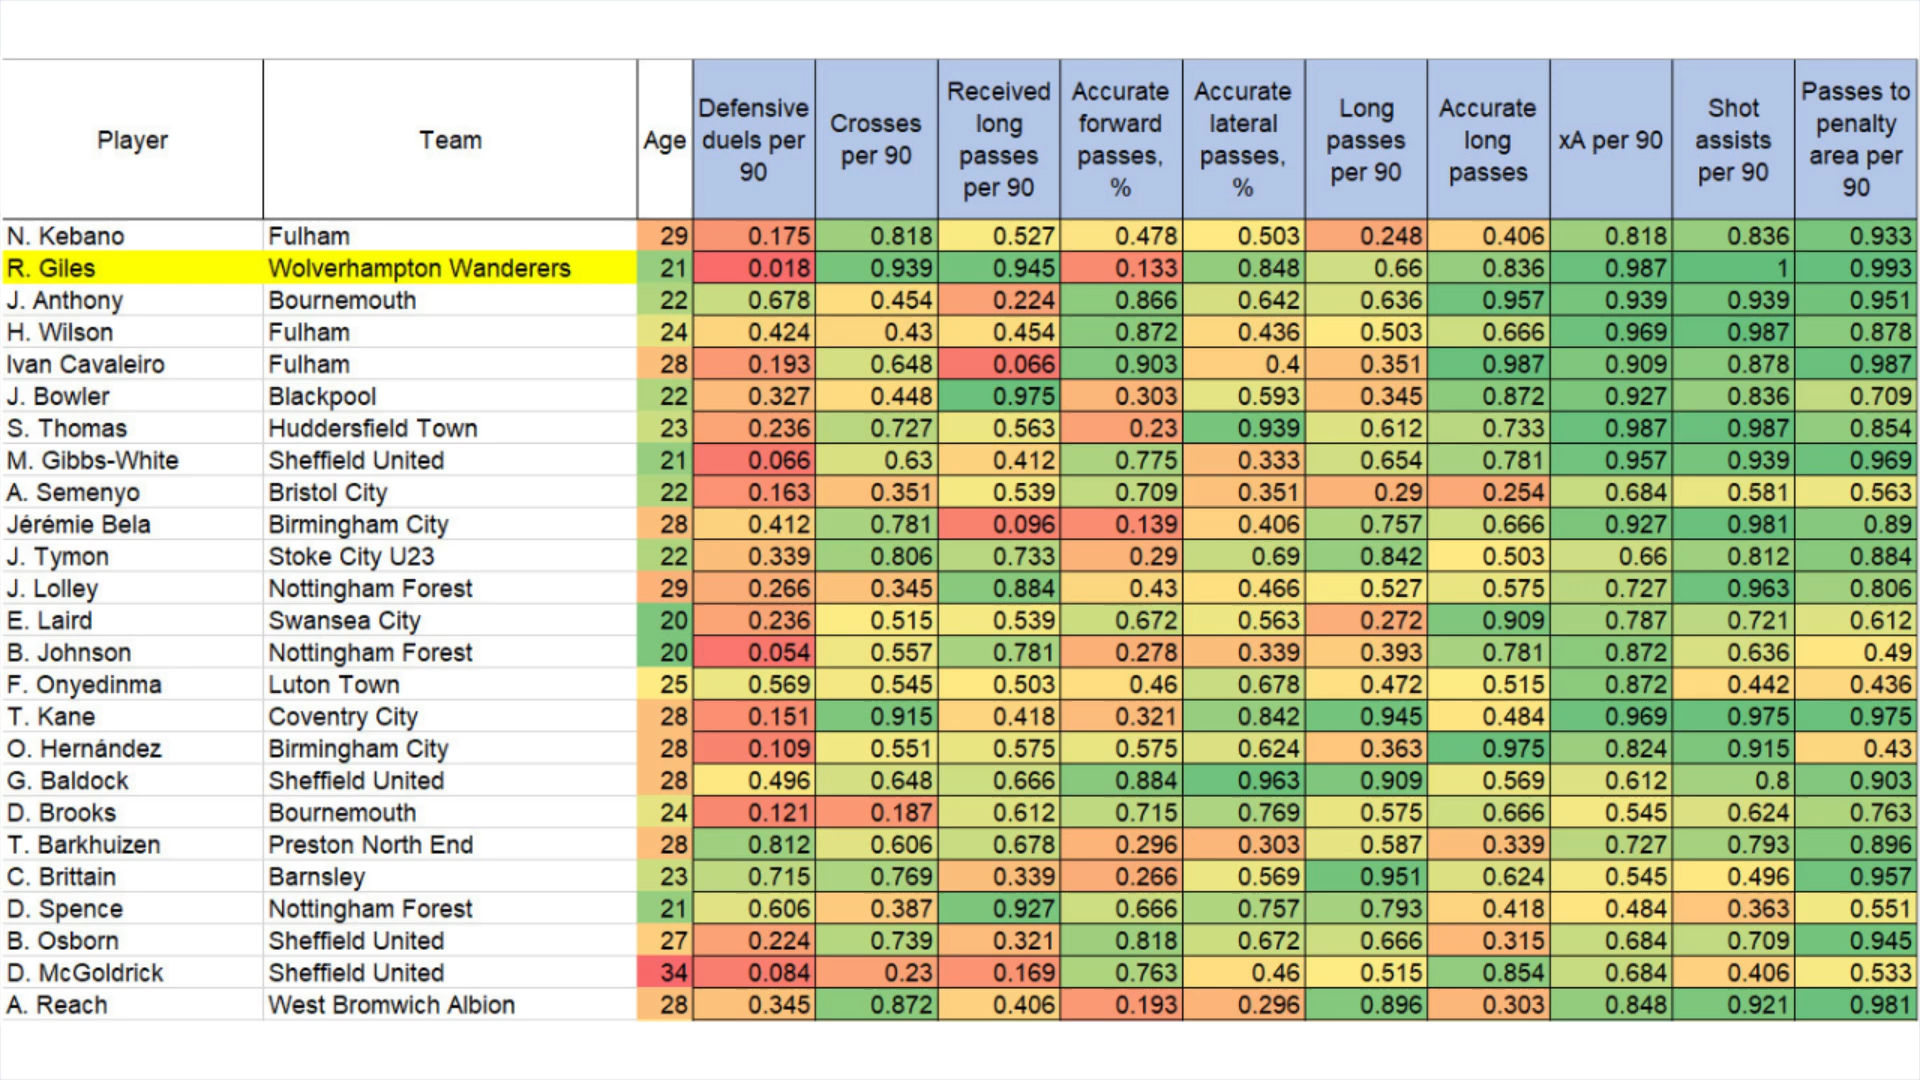 Player Team Age Defensive duels per 90 Crosses per 90 Received long passes per 90 Accurate forward passes, % Accurate lateral passes, % Long passes per 90 Accurate long passes xA per 90 Shot assists per 90 Passes to penalty area per 90
N. Kebano Fulham 29 0.175 0.818 0.527 0.478 0.503 0.248 0.406 0.818 0.836 0.933
R. Giles Wolverhampton Wanderers 21 0.018 0.939 0.945 0.133 0.848 0.66 0.836 0.987 1 0.993
J. Anthony Bournemouth 22 0.678 0.454 0.224 0.866 0.642 0.636 0.957 0.939 0.939 0.951
H. Wilson Fulham 24 0.424 0.43 0.454 0.872 0.436 0.503 0.666 0.969 0.987 0.878
Ivan Cavaleiro Fulham 28 0.193 0.648 0.066 0.903 0.4 0.351 0.987 0.909 0.878 0.987
J. Bowler Blackpool 22 0.327 0.448 0.975 0.303 0.593 0.345 0.872 0.927 0.836 0.709
S. Thomas Huddersfield Town 23 0.236 0.727 0.563 0.23 0.939 0.612 0.733 0.987 0.987 0.854
M. Gibbs-White Sheffield United 21 0.066 0.63 0.412 0.775 0.333 0.654 0.781 0.957 0.939 0.969
A. Semenyo Bristol City 22 0.163 0.351 0.539 0.709 0.351 0.29 0.254 0.684 0.581 0.563
Jérémie Bela Birmingham City 28 0.412 0.781 0.096 0.139 0.406 0.757 0.666 0.927 0.981 0.89
J. Tymon Stoke City U23 22 0.339 0.806 0.733 0.29 0.69 0.842 0.503 0.66 0.812 0.884
J. Lolley Nottingham Forest 29 0.266 0.345 0.884 0.43 0.466 0.527 0.575 0.727 0.963 0.806
E. Laird Swansea City 20 0.236 0.515 0.539 0.672 0.563 0.272 0.909 0.787 0.721 0.612
B. Johnson Nottingham Forest 20 0.054 0.557 0.781 0.278 0.339 0.393 0.781 0.872 0.636 0.49
F. Onyedinma Luton Town 25 0.569 0.545 0.503 0.46 0.678 0.472 0.515 0.872 0.442 0.436
T. Kane Coventry City 28 0.151 0.915 0.418 0.321 0.842 0.945 0.484 0.969 0.975 0.975
O. Hernández Birmingham City 28 0.109 0.551 0.575 0.575 0.624 0.363 0.975 0.824 0.915 0.43
G. Baldock Sheffield United 28 0.496 0.648 0.666 0.884 0.963 0.909 0.569 0.612 0.8 0.903
D. Brooks Bournemouth 24 0.121 0.187 0.612 0.715 0.769 0.575 0.666 0.545 0.624 0.763
T. Barkhuizen Preston North End 28 0.812 0.606 0.678 0.296 0.303 0.587 0.339 0.727 0.793 0.896
C. Brittain Barnsley 23 0.715 0.769 0.339 0.266 0.569 0.951 0.624 0.545 0.496 0.957
D. Spence Nottingham Forest 21 0.606 0.387 0.927 0.666 0.757 0.793 0.418 0.484 0.363 0.551
B. Osborn Sheffield United 27 0.224 0.739 0.321 0.818 0.672 0.666 0.315 0.684 0.709 0.945
D. McGoldrick Sheffield United 34 0.084 0.23 0.169 0.763 0.46 0.515 0.854 0.684 0.406 0.533
A. Reach West Bromwich Albion 28 0.345 0.872 0.406 0.193 0.296 0.896 0.303 0.848 0.921 0.981